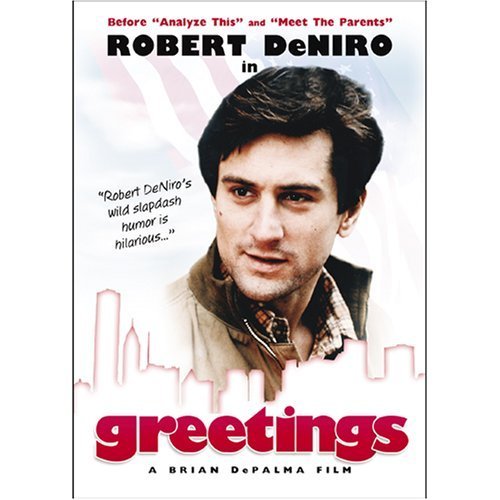 Before "Analyze This" and "Meet The Parents"
ROBERT DeNIRO
in
"Robert DeNiro's
wild slapdash
humor is
hilarious..."
greetings
A BRIAN DePALMA FILM